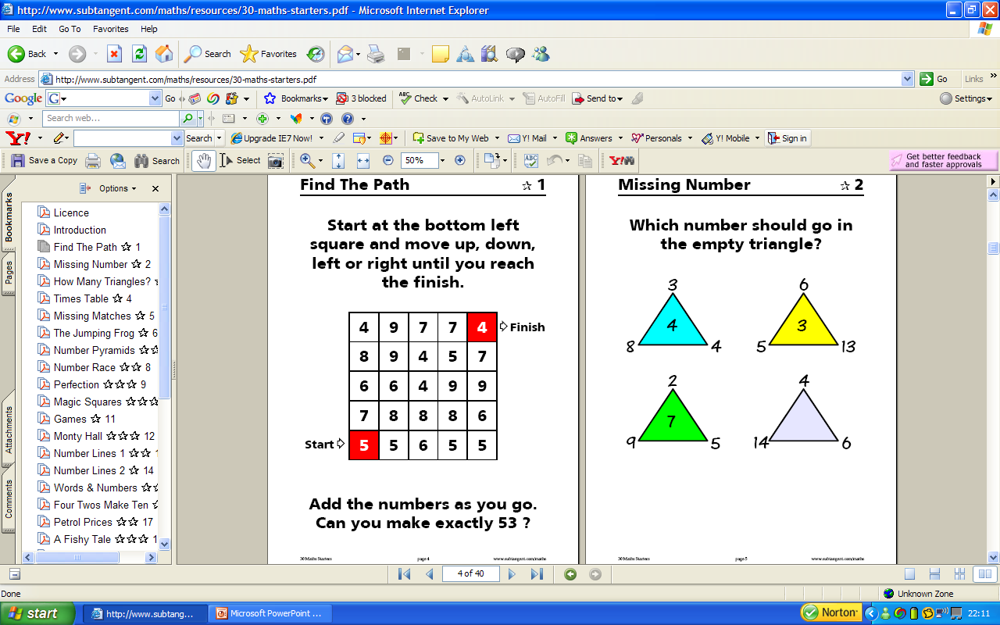 http://www.subtangent.com/maths/resources/30-maths-starters.pdf - Microsoft Internet Explorer
File Edit Go To Favorites Help
Back Search Favorites
Address http://www.subtangent.com/maths/resources/30-maths-starters.pdf Go Links »
Google G Go Bookmarks 3 blocked ABC Check AutoLink AutoFill Send to Settings
Search web...
Y! Search Upgrade IE7 Now! Save to My Web Y! Mail Answers Personals Y! Mobile Sign in
Save a Copy Search Select 50% Y! Get better feedback
and faster approvals
Bookmarks
Pages
Attachments
Comments
Options
Licence
Introduction
Find The Path ☆ 1
Missing Number ☆ 2
How Many Triangles?
Times Table ☆ 4
Missing Matches ☆ 5
The Jumping Frog ☆ 6
Number Pyramids ☆☆
Number Race ☆☆ 8
Perfection ☆☆☆ 9
Magic Squares ☆☆☆
Games ☆ 11
Monty Hall ☆☆☆ 12
Number Lines 1 ☆☆ 1
Number Lines 2 ☆ 14
Words & Numbers ☆☆
Four Twos Make Ten ☆
Petrol Prices ☆☆ 17
A Fishy Tale ☆☆☆ 1
Find The Path ☆ 1
Start at the bottom left
square and move up, down,
left or right until you reach
the finish.
4 9 7 7 4 Finish
8 9 4 5 7
6 6 4 9 9
7 8 8 8 6
Start 5 5 6 5 5
Add the numbers as you go.
Can you make exactly 53 ?
30 Maths Starters page 4 www.subtangent.com/maths
Missing Number ☆ 2
Which number should go in
the empty triangle?
3 6
4 3
8 4 5 13
2 4
7
9 5 14 6
30 Maths Starters page 5 www.subtangent.com/maths
4 of 40
Done Unknown Zone
start http://www.subtang... Microsoft PowerPoint ... Norton 22:11